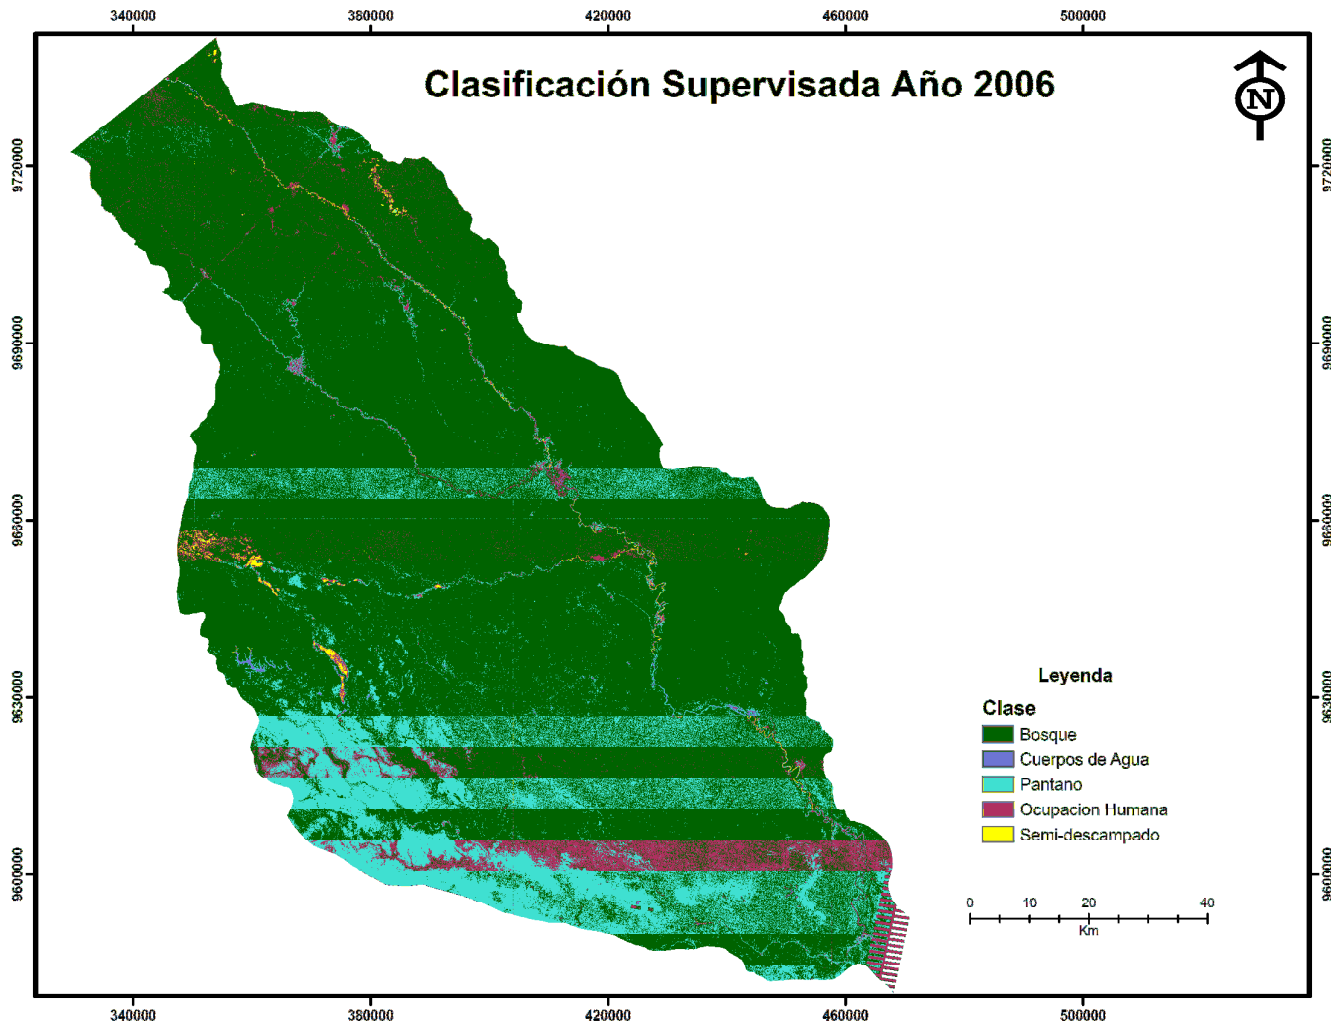 340000 380000 420000 460000 500000
Clasificación Supervisada Año 2006
N
9720000 9720000
9690000 9690000
9660000 9660000
9630000 9630000
9600000 9600000
Leyenda
Clase
Bosque
Cuerpos de Agua
Pantano
Ocupacion Humana
Semi-descampado
0 10 20 40
Km
340000 380000 420000 460000 500000